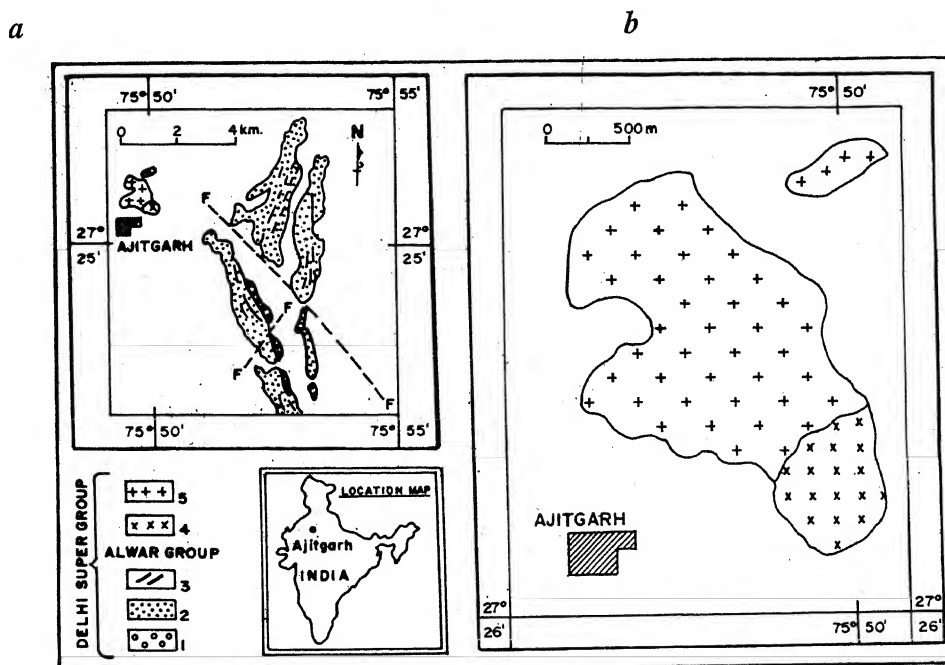 a
b
75° 50'
75° 55'
0 2 4 km.
N
F
27°
25'
AJITGARH
F
F
F
75° 50'
75° 55'
DELHI SUPER GROUP
+ + + 5
x x x 4
ALWAR GROUP
3
2
1
LOCATION MAP
Ajitgarh
INDIA
75° 50'
0 500 m
AJITGARH
27°
26'
27°
26'
75° 50'